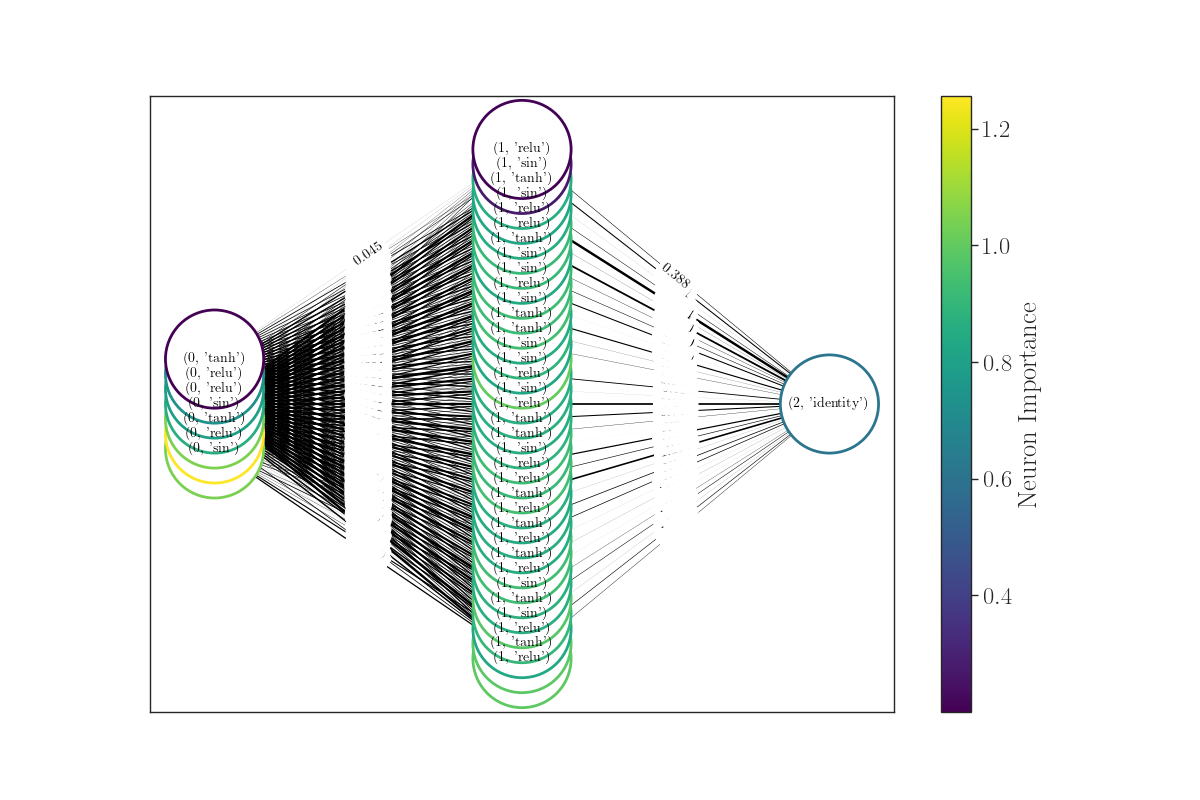 (0, 'tanh')
(0, 'relu')
(0, 'relu')
(0, 'sin')
(0, 'tanh')
(0, 'relu')
(0, 'sin')
0.045
(1, 'relu')
(1, 'sin')
(1, 'tanh')
(1, 'sin')
(1, 'relu')
(1, 'relu')
(1, 'tanh')
(1, 'sin')
(1, 'sin')
(1, 'relu')
(1, 'sin')
(1, 'tanh')
(1, 'tanh')
(1, 'sin')
(1, 'sin')
(1, 'relu')
(1, 'sin')
(1, 'relu')
(1, 'tanh')
(1, 'tanh')
(1, 'sin')
(1, 'relu')
(1, 'relu')
(1, 'tanh')
(1, 'relu')
(1, 'tanh')
(1, 'relu')
(1, 'tanh')
(1, 'relu')
(1, 'sin')
(1, 'tanh')
(1, 'sin')
(1, 'relu')
(1, 'tanh')
(1, 'relu')
0.388
(2, 'identity')
1.2
1.0
0.8
0.6
0.4
Neuron Importance